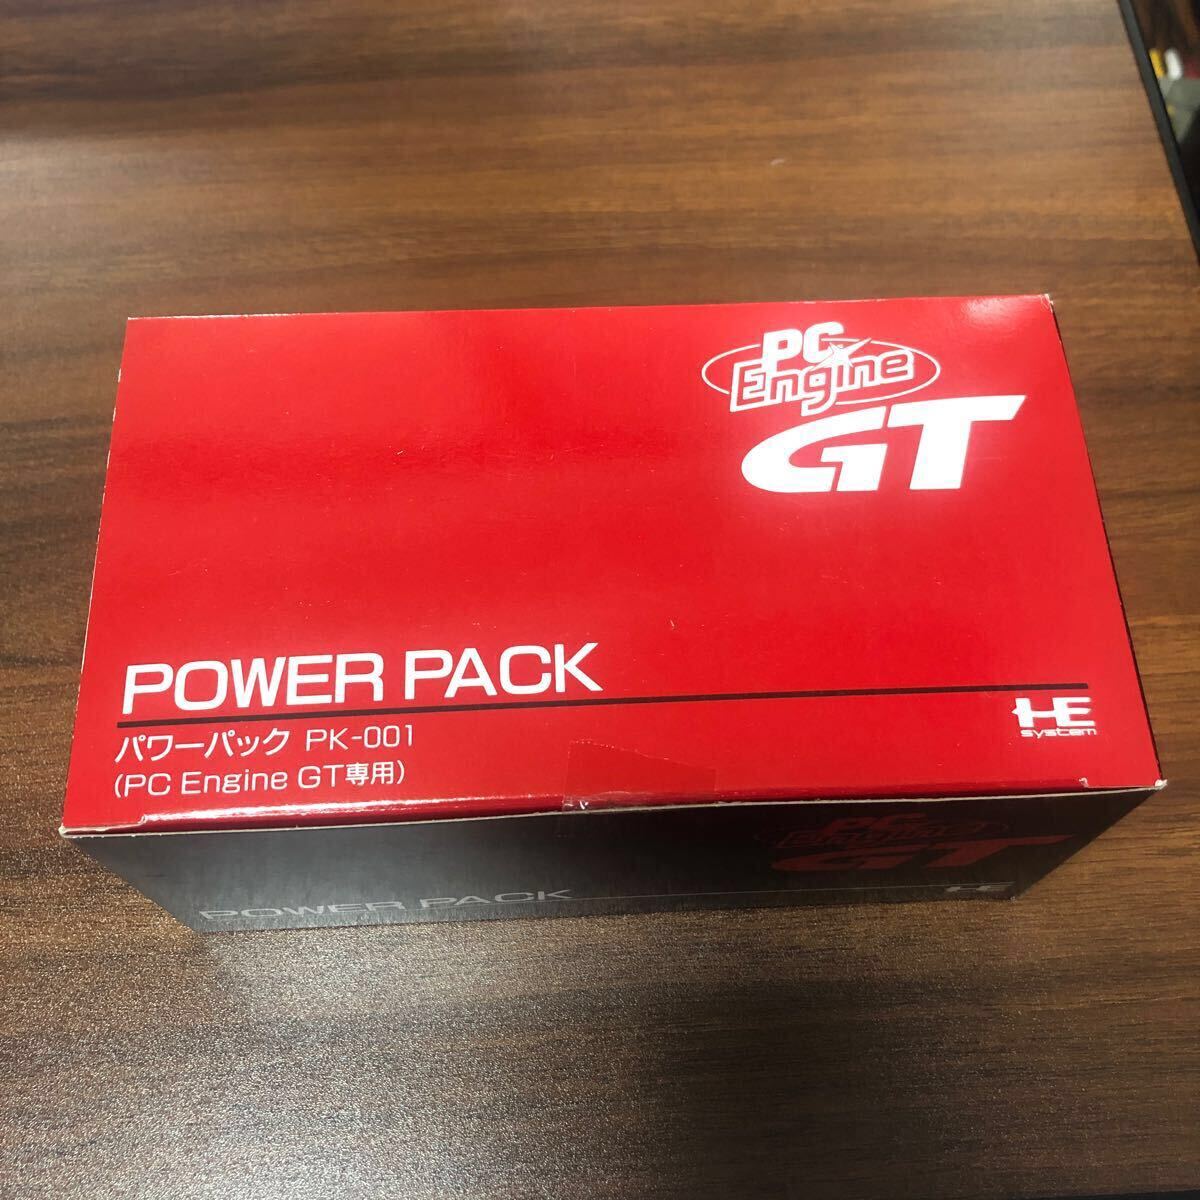 PC
Engine
GT
POWER PACK
パワーパック PK-001
(PC Engine GT専用)
HE
system
PC
Engine
GT
POWER PACK
HE